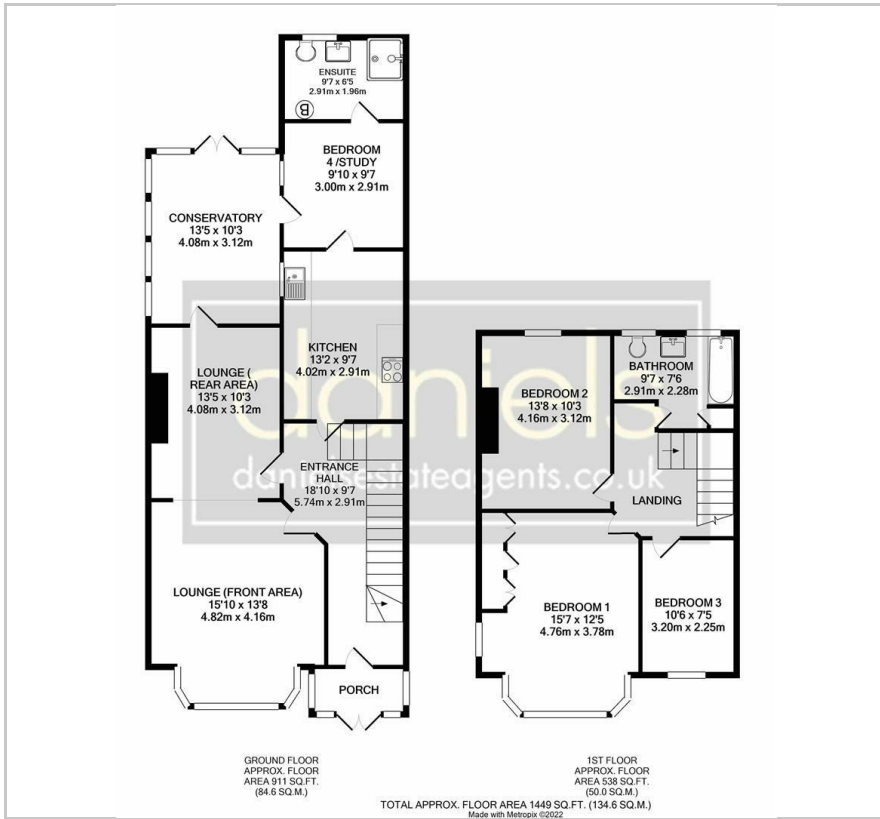 ENSUITE
9'7 x 6'5
2.91m x 1.96m
B
BEDROOM
4 /STUDY
9'10 x 9'7
3.00m x 2.91m
CONSERVATORY
13'5 x 10'3
4.08m x 3.12m
KITCHEN
13'2 x 9'7
4.02m x 2.91m
LOUNGE (
REAR AREA)
13'5 x 10'3
4.08m x 3.12m
ENTRANCE
HALL
18'10 x 9'7
5.74m x 2.91m
LOUNGE (FRONT AREA)
15'10 x 13'8
4.82m x 4.16m
PORCH
BATHROOM
9'7 x 7'6
2.91m x 2.28m
BEDROOM 2
13'8 x 10'3
4.16m x 3.12m
LANDING
BEDROOM 1
15'7 x 12'5
4.76m x 3.78m
BEDROOM 3
10'6 x 7'5
3.20m x 2.25m
daniels
danielsestateagents.co.uk
GROUND FLOOR
APPROX. FLOOR
AREA 911 SQ.FT.
(84.6 SQ.M.)
1ST FLOOR
APPROX. FLOOR
AREA 538 SQ.FT.
(50.0 SQ.M.)
TOTAL APPROX. FLOOR AREA 1449 SQ.FT. (134.6 SQ.M.)
Made with Metropix ©2022